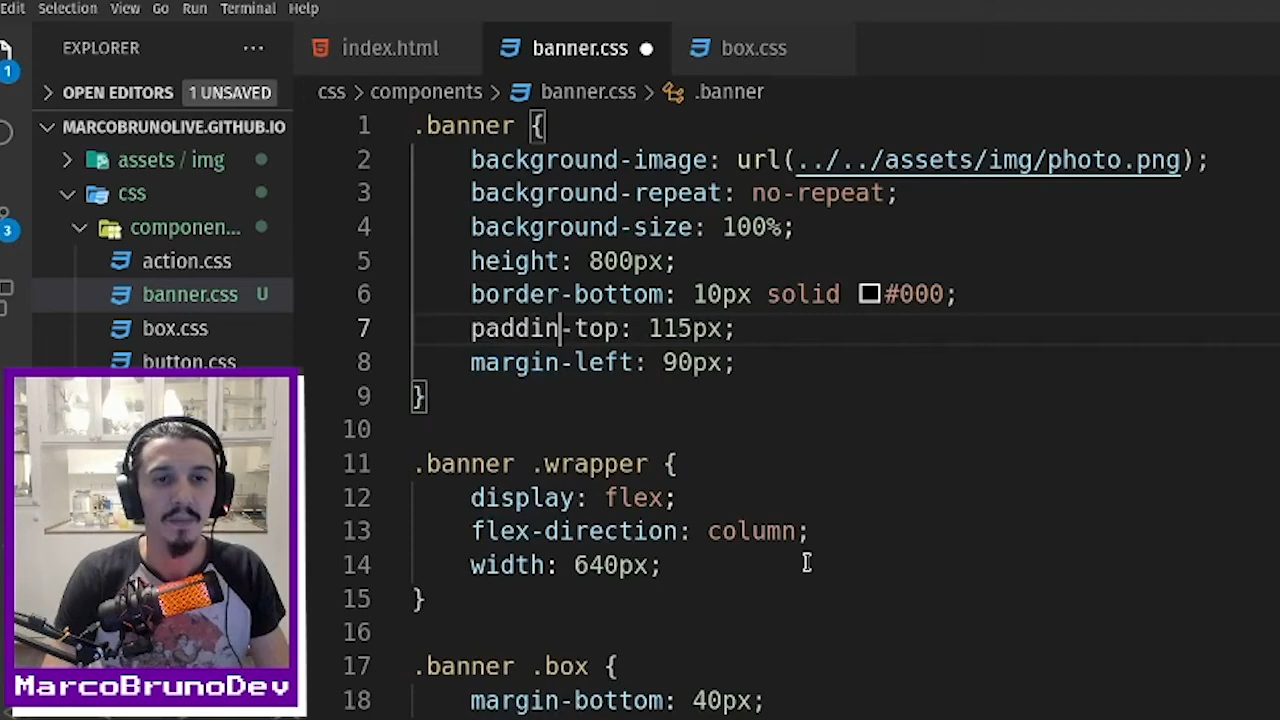 Edit Selection View Go Run Terminal Help
EXPLORER ...
index.html banner.css box.css
1
OPEN EDITORS 1 UNSAVED
css > components > banner.css > .banner
MARCOBRUNOLIVE.GITHUB.IO
assets / img
css
componen...
action.css
banner.css U
box.css
button.css
3
1 .banner {
2 background-image: url(../../assets/img/photo.png);
3 background-repeat: no-repeat;
4 background-size: 100%;
5 height: 800px;
6 border-bottom: 10px solid #000;
7 paddin-top: 115px;
8 margin-left: 90px;
9 }
10
11 .banner .wrapper {
12 display: flex;
13 flex-direction: column;
14 width: 640px;
15 }
16
17 .banner .box {
18 margin-bottom: 40px;
MarcoBrunoDev